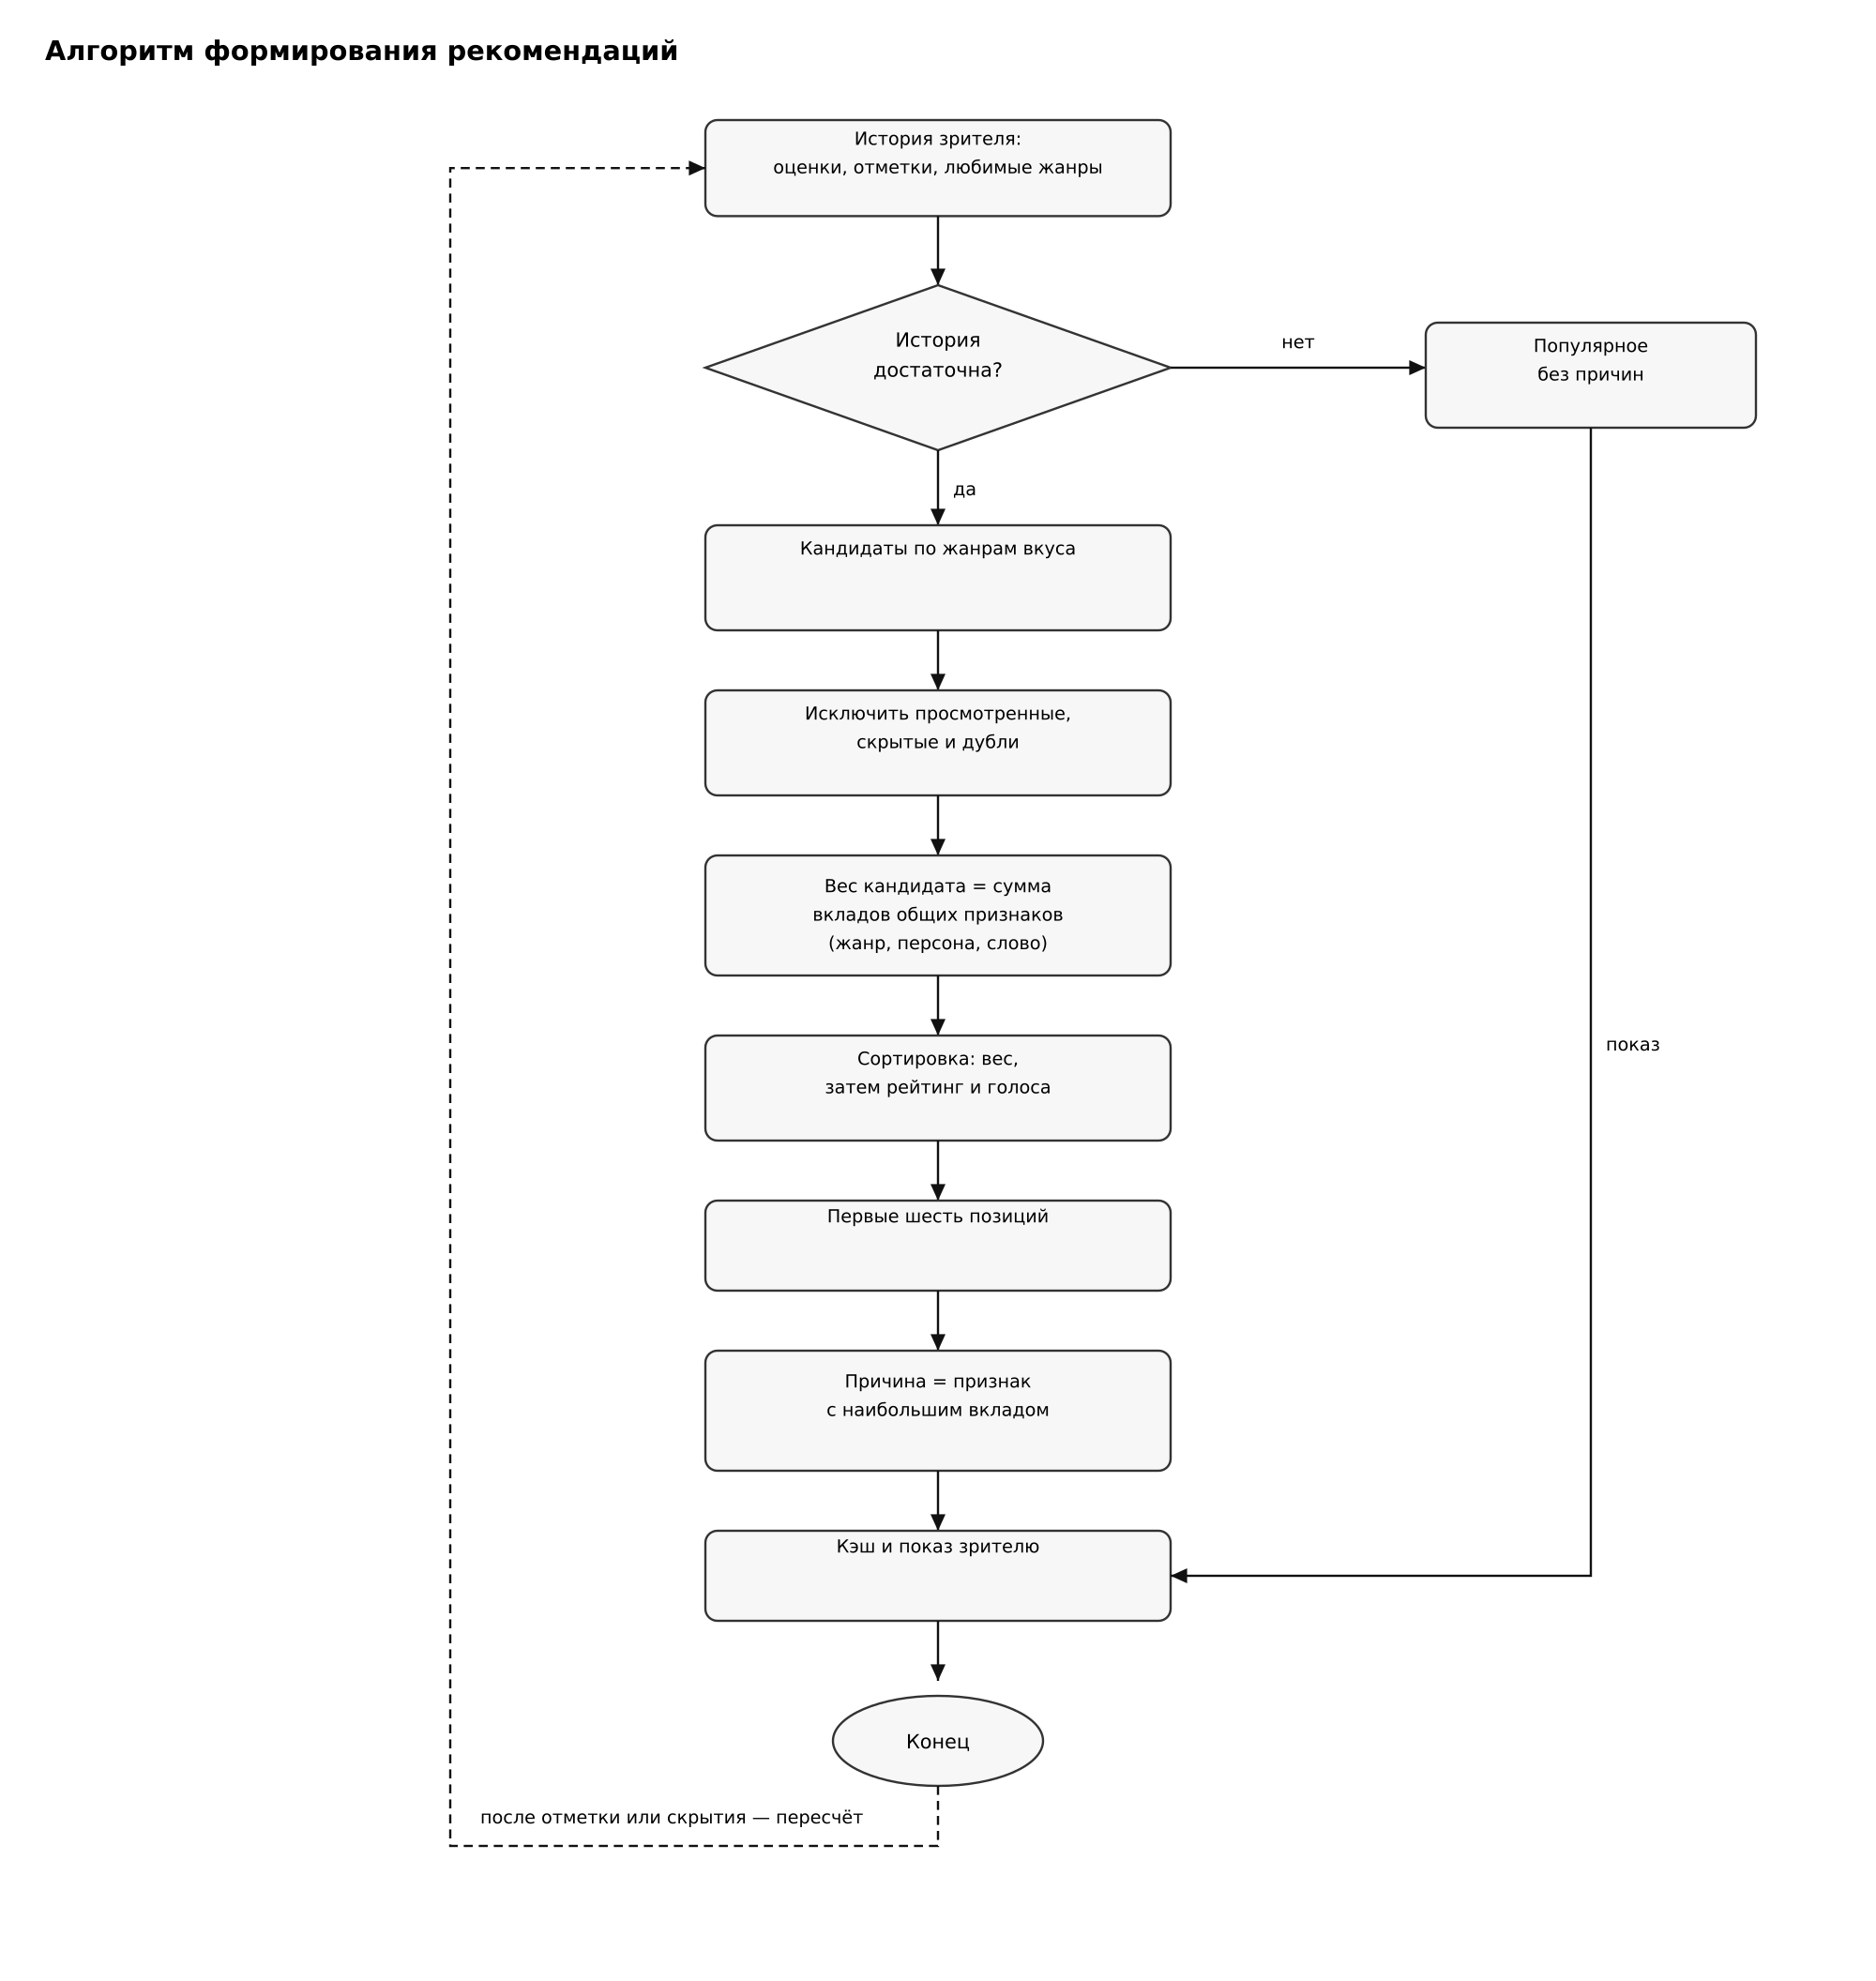 Алгоритм формирования рекомендаций
История зрителя:
оценки, отметки, любимые жанры
История
достаточна?
нет
Популярное
без причин
да
Кандидаты по жанрам вкуса
Исключить просмотренные,
скрытые и дубли
Вес кандидата = сумма
вкладов общих признаков
(жанр, персона, слово)
Сортировка: вес,
затем рейтинг и голоса
показ
Первые шесть позиций
Причина = признак
с наибольшим вкладом
Кэш и показ зрителю
Конец
после отметки или скрытия — пересчёт